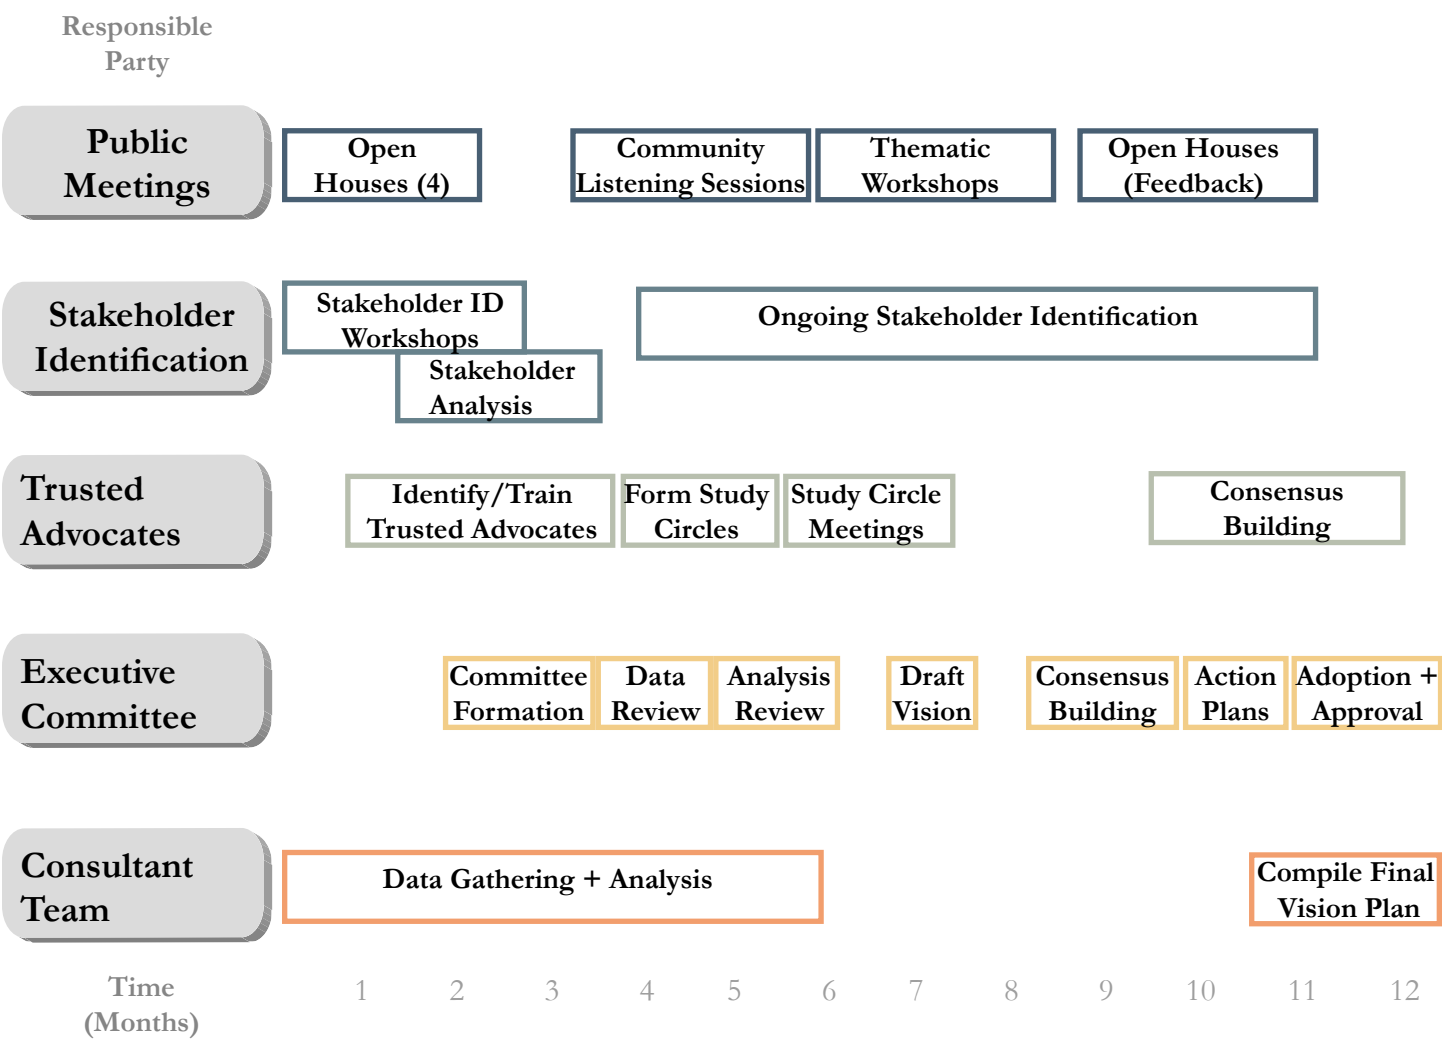 Responsible
Party
Public
Meetings
Open
Houses (4)
Community
Listening Sessions
Thematic
Workshops
Open Houses
(Feedback)
Stakeholder
Identification
Stakeholder ID
Workshops
Stakeholder
Analysis
Ongoing Stakeholder Identification
Trusted
Advocates
Identify/Train
Trusted Advocates
Form Study
Circles
Study Circle
Meetings
Consensus
Building
Executive
Committee
Committee
Formation
Data
Review
Analysis
Review
Draft
Vision
Consensus
Building
Action
Plans
Adoption +
Approval
Consultant
Team
Data Gathering + Analysis
Compile Final
Vision Plan
Time
(Months)
1 2 3 4 5 6 7 8 9 10 11 12